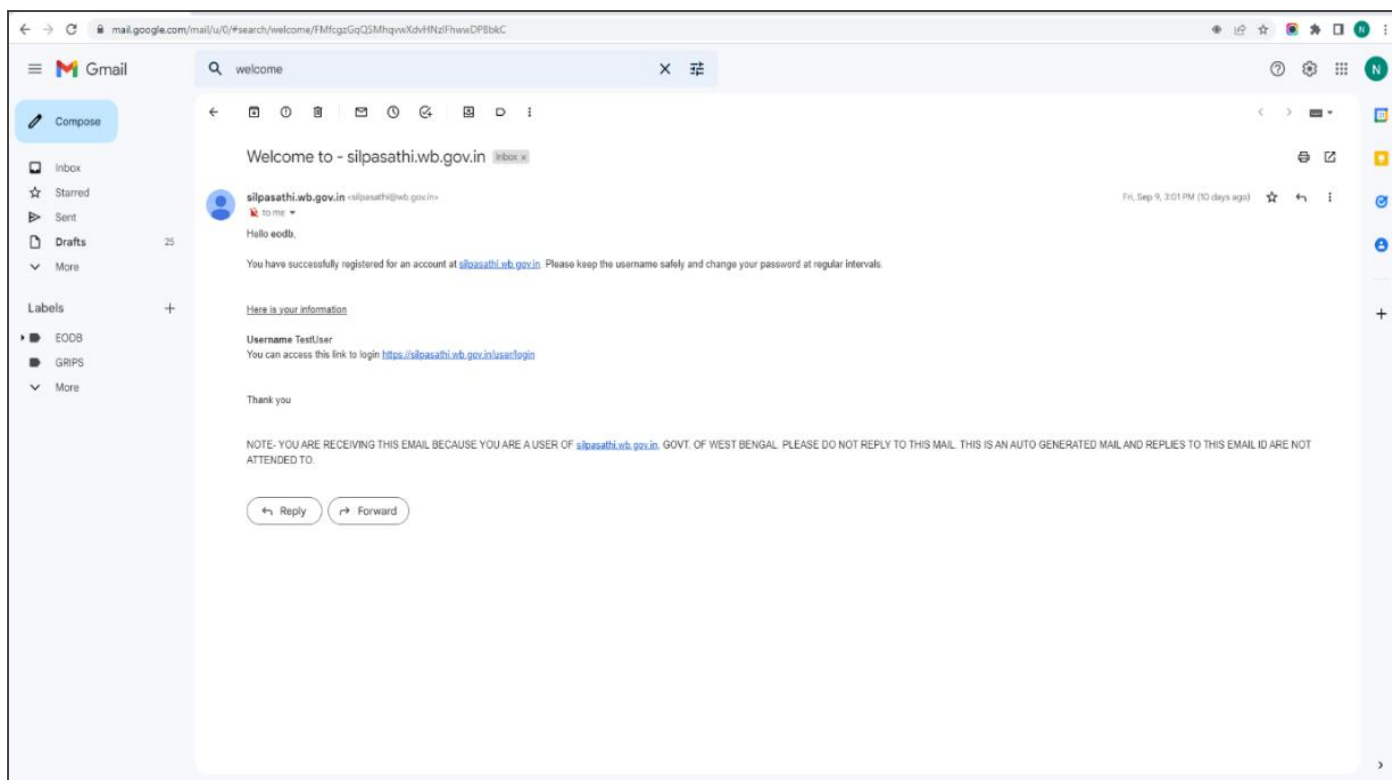 mail.google.com/mail/u/0/#search/welcome/FMfcgzGqQSMhqvwXdvHNzlFhwwDPBbkC
N
Gmail
welcome
N
Compose
Inbox
Starred
Sent
Drafts 25
More
Labels
EODB
GRIPS
More
Welcome to - silpasathi.wb.gov.in Inbox x
silpasathi.wb.gov.in <silpasathi@wb.gov.in>
Fri, Sep 9, 3:01 PM (10 days ago)
to me
Hello eodb,
You have successfully registered for an account at silpasathi.wb.gov.in. Please keep the username safely and change your password at regular intervals.
Here is your information
Username TestUser
You can access this link to login https://silpasathi.wb.gov.in/user/login
Thank you
NOTE- YOU ARE RECEIVING THIS EMAIL BECAUSE YOU ARE A USER OF silpasathi.wb.gov.in, GOVT. OF WEST BENGAL. PLEASE DO NOT REPLY TO THIS MAIL. THIS IS AN AUTO GENERATED MAIL AND REPLIES TO THIS EMAIL ID ARE NOT
ATTENDED TO.
Reply Forward